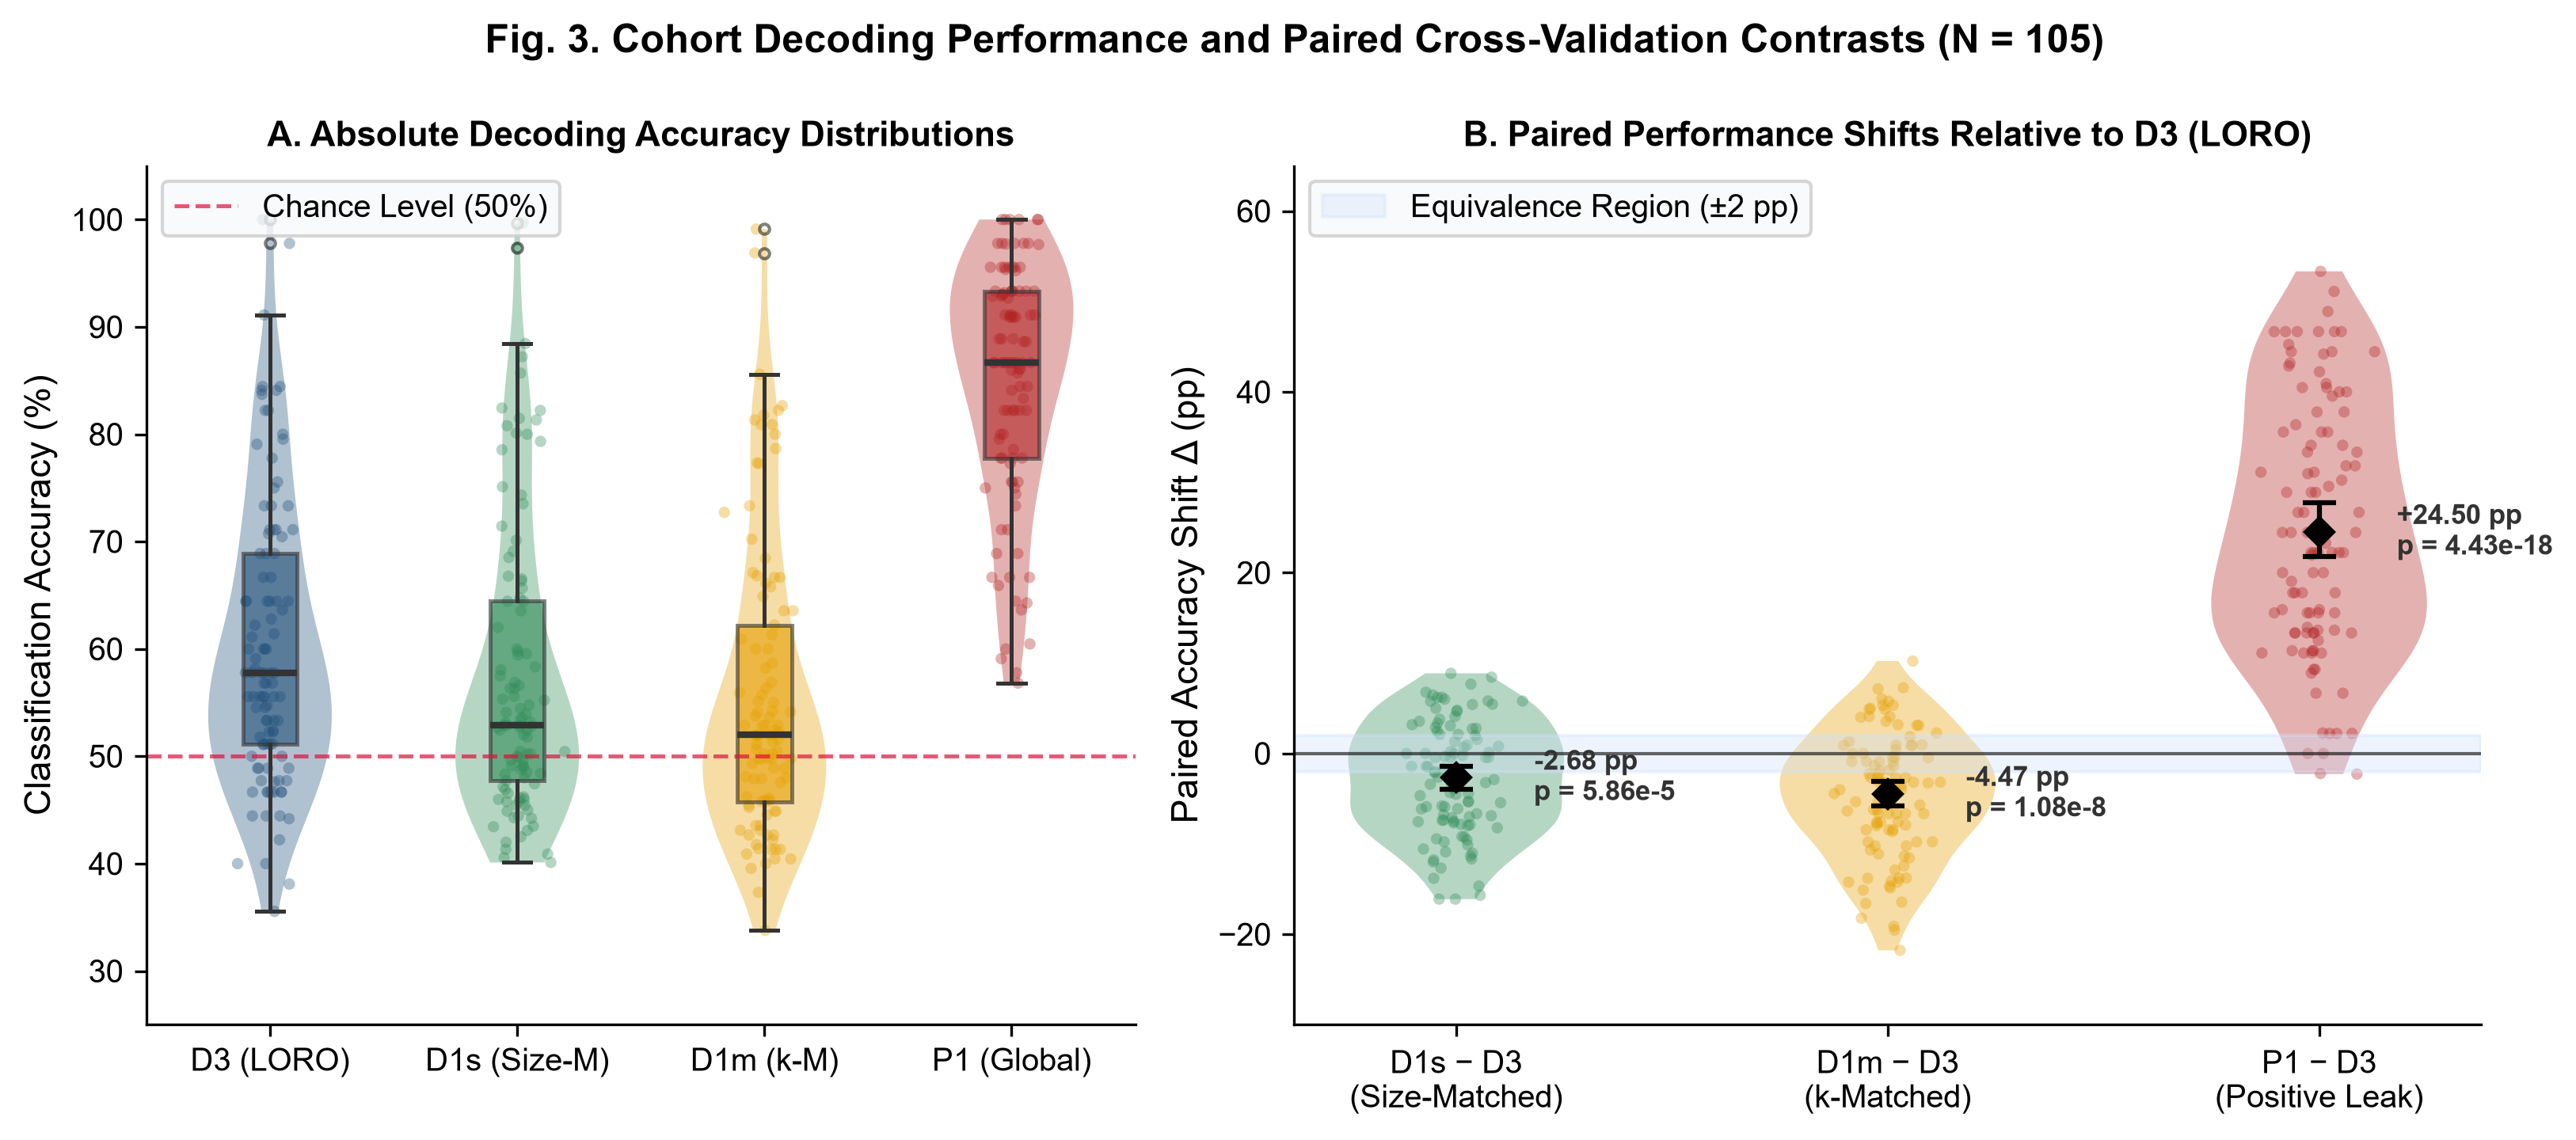 Fig. 3. Cohort Decoding Performance and Paired Cross-Validation Contrasts (N = 105)
A. Absolute Decoding Accuracy Distributions
Chance Level (50%)
Classification Accuracy (%)
100
90
80
70
60
50
40
30
D3 (LORO)
D1s (Size-M)
D1m (k-M)
P1 (Global)
B. Paired Performance Shifts Relative to D3 (LORO)
Equivalence Region (±2 pp)
Paired Accuracy Shift Δ (pp)
60
40
20
0
−20
-2.68 pp
p = 5.86e-5
-4.47 pp
p = 1.08e-8
+24.50 pp
p = 4.43e-18
D1s − D3
(Size-Matched)
D1m − D3
(k-Matched)
P1 − D3
(Positive Leak)